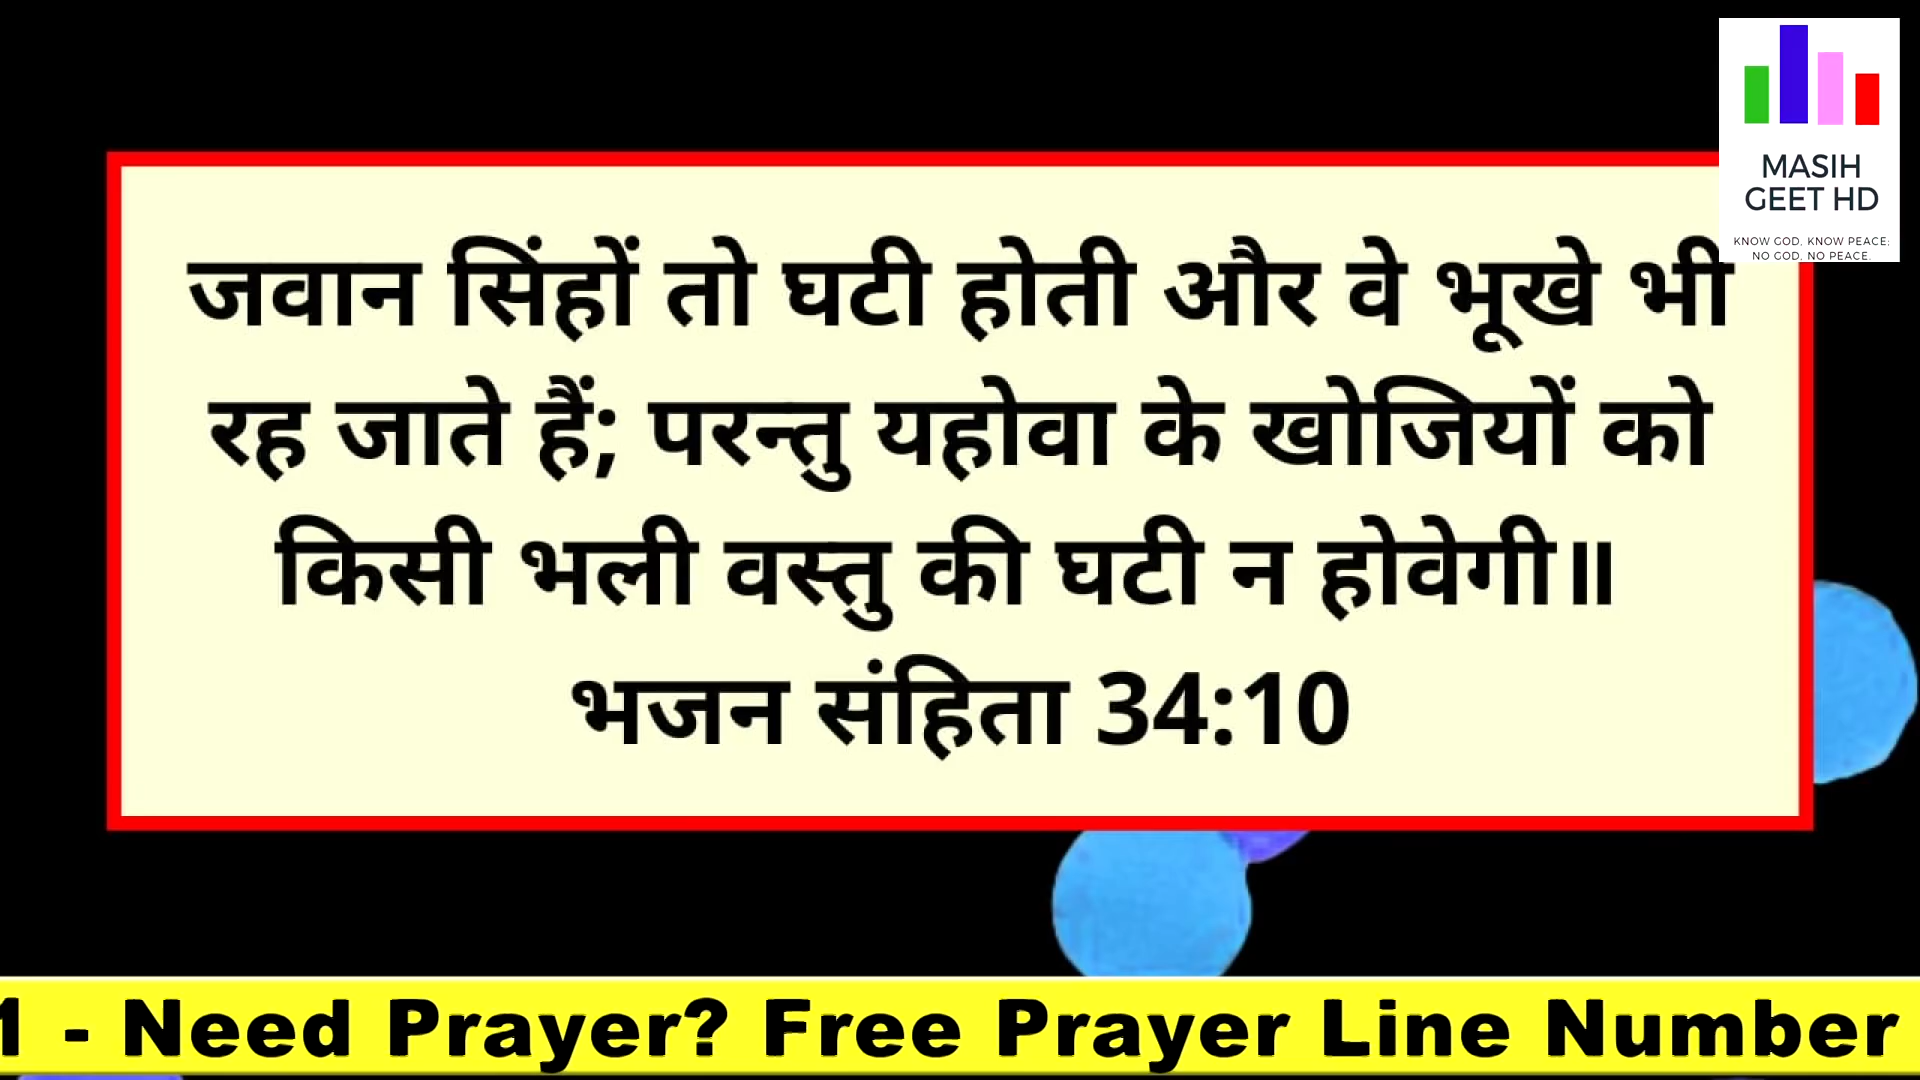 MASIH
GEET HD
KNOW GOD, KNOW PEACE;
NO GOD, NO PEACE.
जवान सिंहों तो घटी होती और वे भूखे भी
रह जाते हैं; परन्तु यहोवा के खोजियों को
किसी भली वस्तु की घटी न होवेगी॥
भजन संहिता 34:10
1 - Need Prayer? Free Prayer Line Number